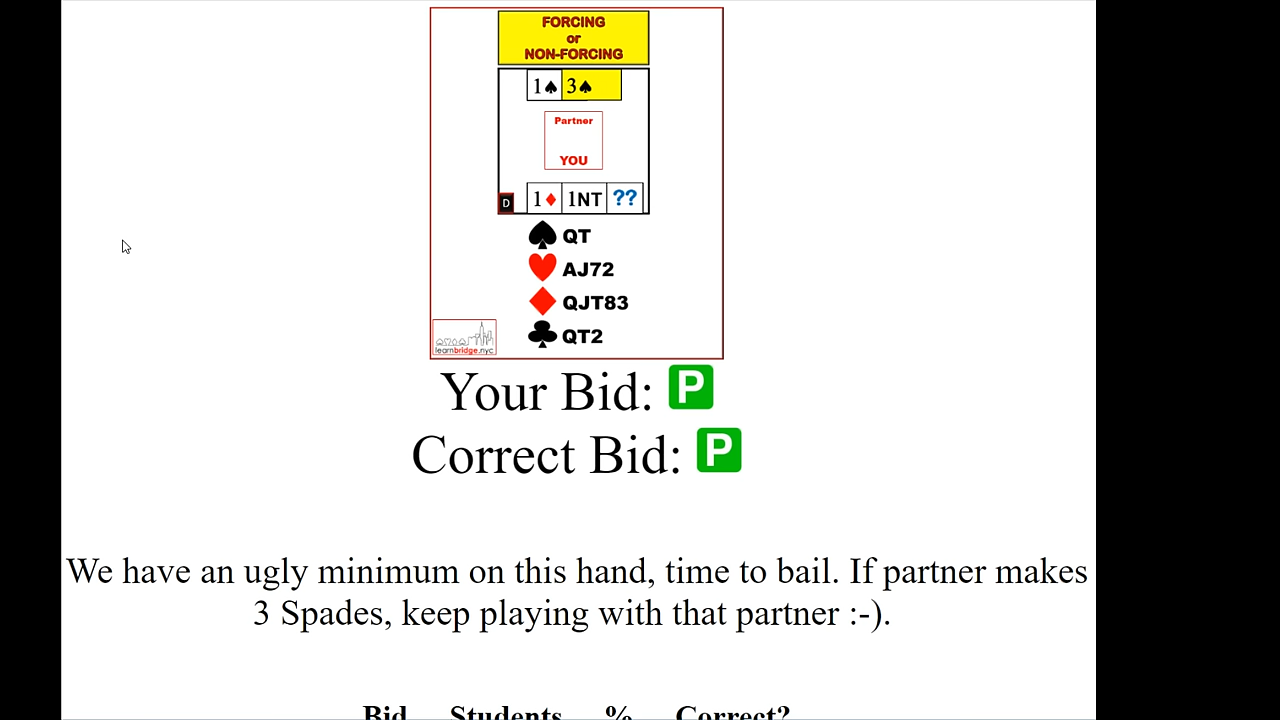 FORCING
or
NON-FORCING
1♠ 3♠
Partner
YOU
D 1♦ 1NT ??
♠ QT
♥ AJ72
♦ QJT83
♣ QT2
learnbridge.nyc
Your Bid: P
Correct Bid: P
We have an ugly minimum on this hand, time to bail. If partner makes
3 Spades, keep playing with that partner :-).
Bid Students % Correct?